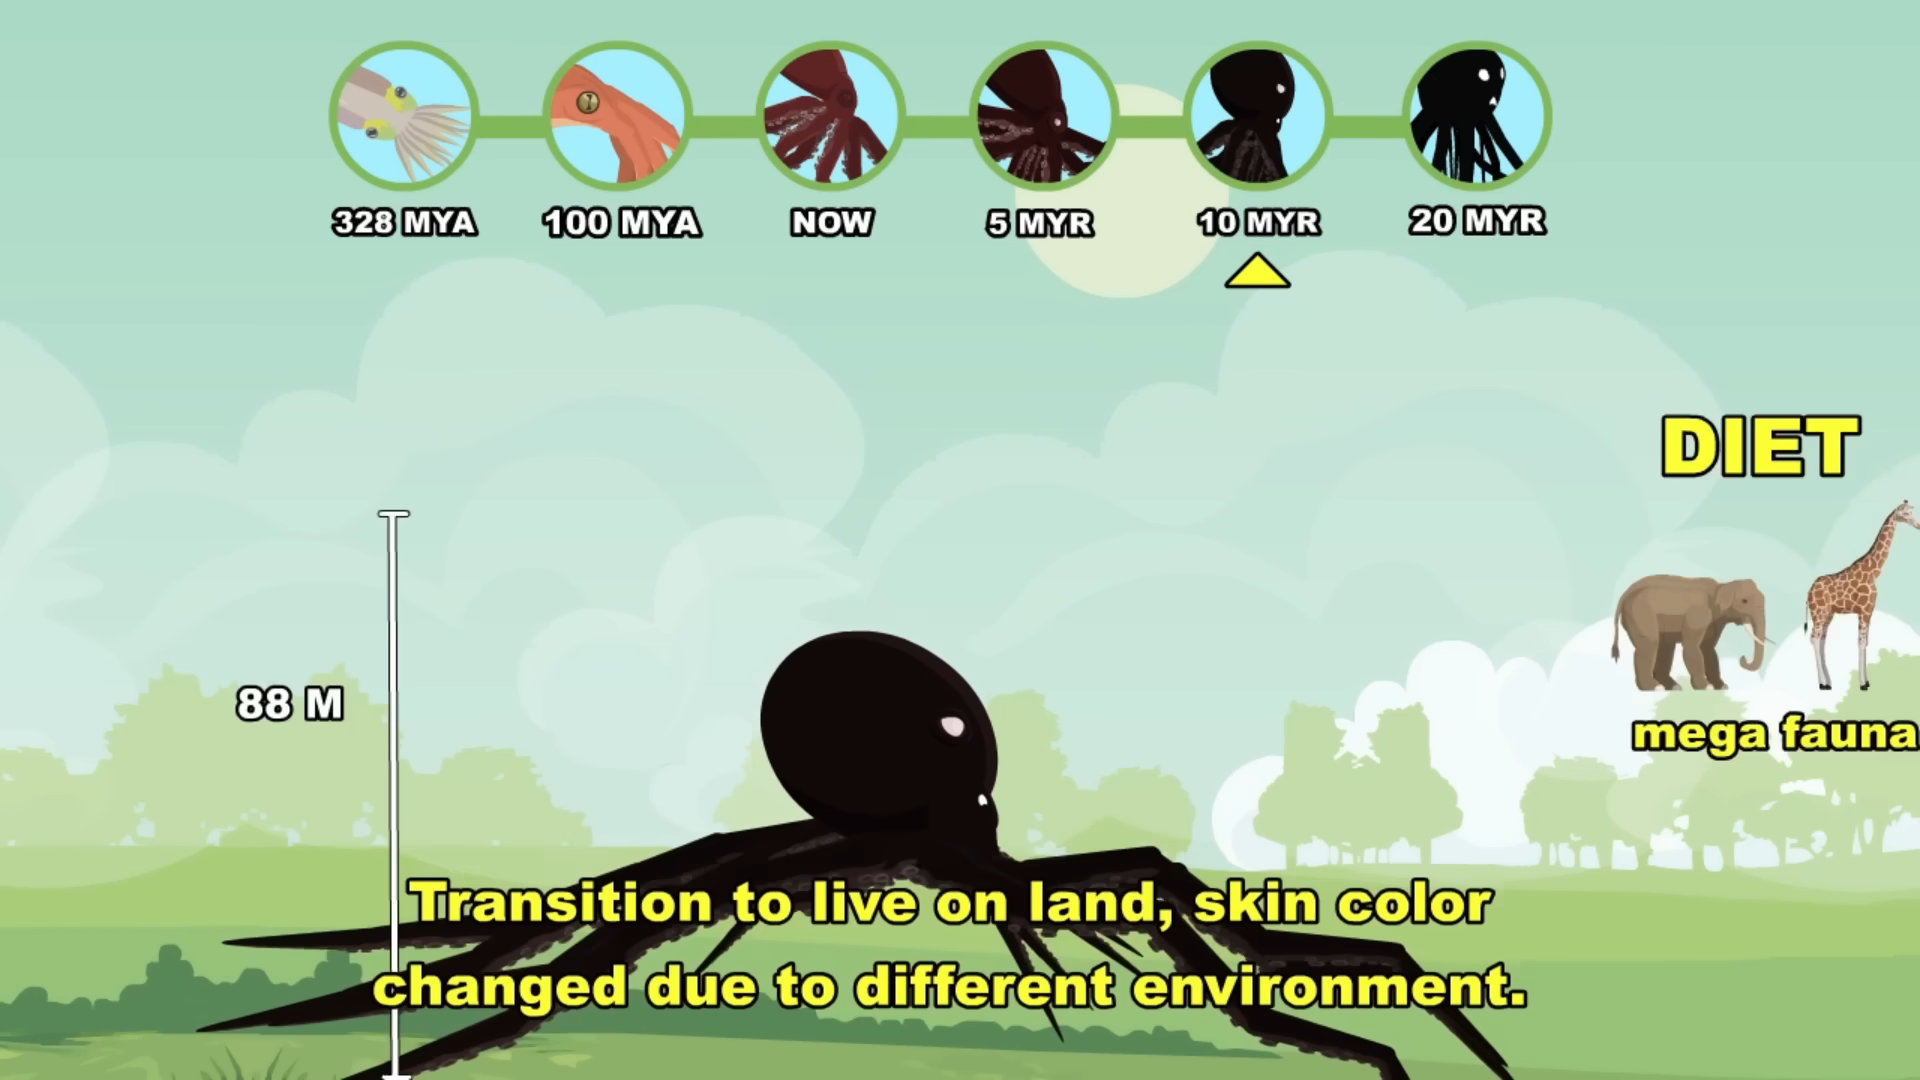 328 MYA
100 MYA
NOW
5 MYR
10 MYR
20 MYR
DIET
88 M
mega fauna
Transition to live on land, skin color
changed due to different environment.